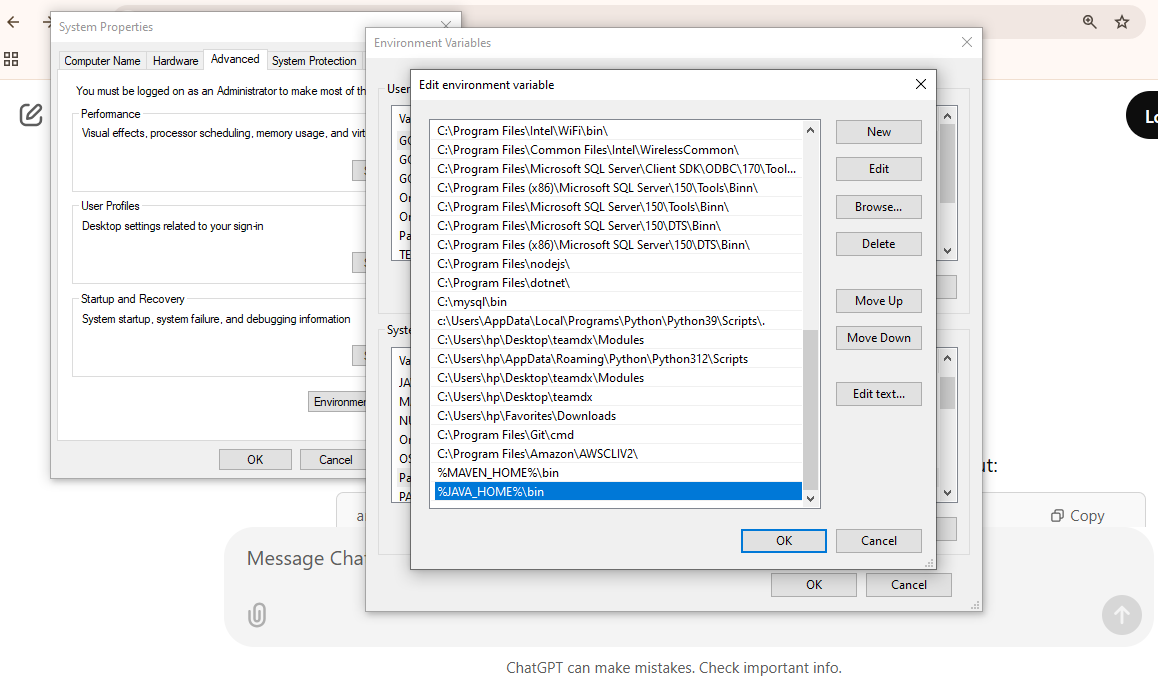 System Properties
Computer Name
Hardware
Advanced
System Protection
You must be logged on as an Administrator to make most of th
Performance
Visual effects, processor scheduling, memory usage, and virt
User Profiles
Desktop settings related to your sign-in
Startup and Recovery
System startup, system failure, and debugging information
Environmen
OK
Cancel
Environment Variables
User
Va
GO
GO
GO
On
On
Pa
TE
Syste
Va
JA
M
NU
On
OS
Pa
PA
OK
Cancel
Edit environment variable
C:\Program Files\Intel\WiFi\bin\
C:\Program Files\Common Files\Intel\WirelessCommon\
C:\Program Files\Microsoft SQL Server\Client SDK\ODBC\170\Tool...
C:\Program Files (x86)\Microsoft SQL Server\150\Tools\Binn\
C:\Program Files\Microsoft SQL Server\150\Tools\Binn\
C:\Program Files\Microsoft SQL Server\150\DTS\Binn\
C:\Program Files (x86)\Microsoft SQL Server\150\DTS\Binn\
C:\Program Files\nodejs\
C:\Program Files\dotnet\
C:\mysql\bin
c:\Users\AppData\Local\Programs\Python\Python39\Scripts\.
C:\Users\hp\Desktop\teamdx\Modules
C:\Users\hp\AppData\Roaming\Python\Python312\Scripts
C:\Users\hp\Desktop\teamdx\Modules
C:\Users\hp\Desktop\teamdx
C:\Users\hp\Favorites\Downloads
C:\Program Files\Git\cmd
C:\Program Files\Amazon\AWSCLIV2\
%MAVEN_HOME%\bin
%JAVA_HOME%\bin
New
Edit
Browse...
Delete
Move Up
Move Down
Edit text...
OK
Cancel
Lo
ut:
Copy
Message Chat
ChatGPT can make mistakes. Check important info.